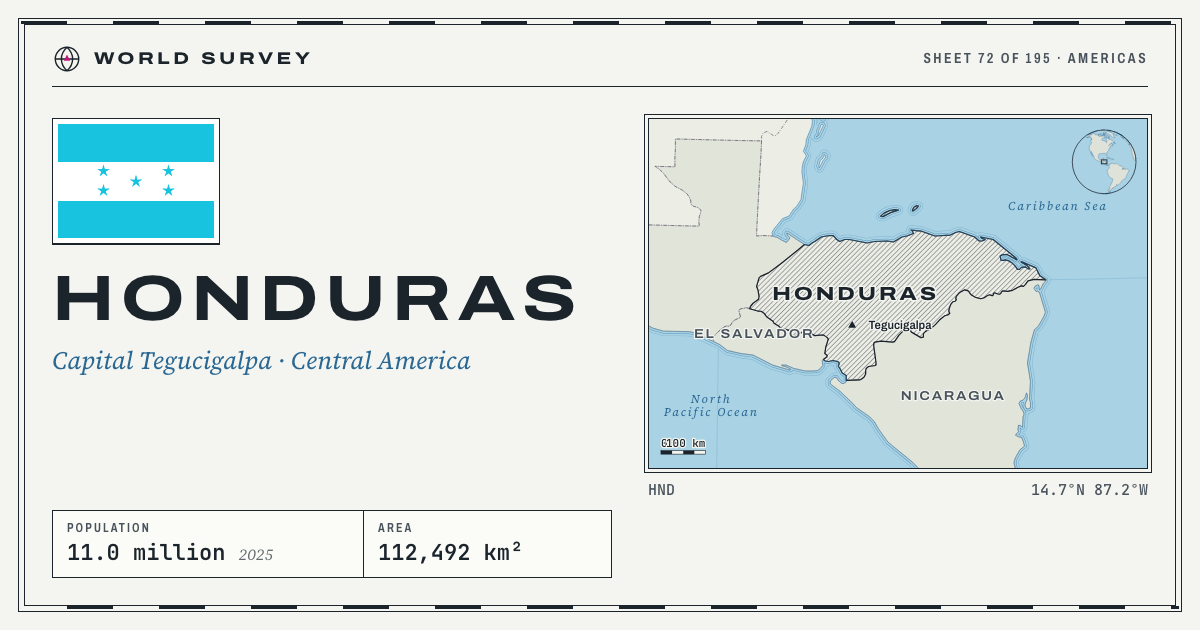 WORLD SURVEY
SHEET 72 OF 195 · AMERICAS
HONDURAS
Capital Tegucigalpa · Central America
POPULATION
11.0 million 2025
AREA
112,492 km²
Caribbean Sea
HONDURAS
Tegucigalpa
EL SALVADOR
NICARAGUA
North
Pacific Ocean
100 km
HND
14.7°N 87.2°W